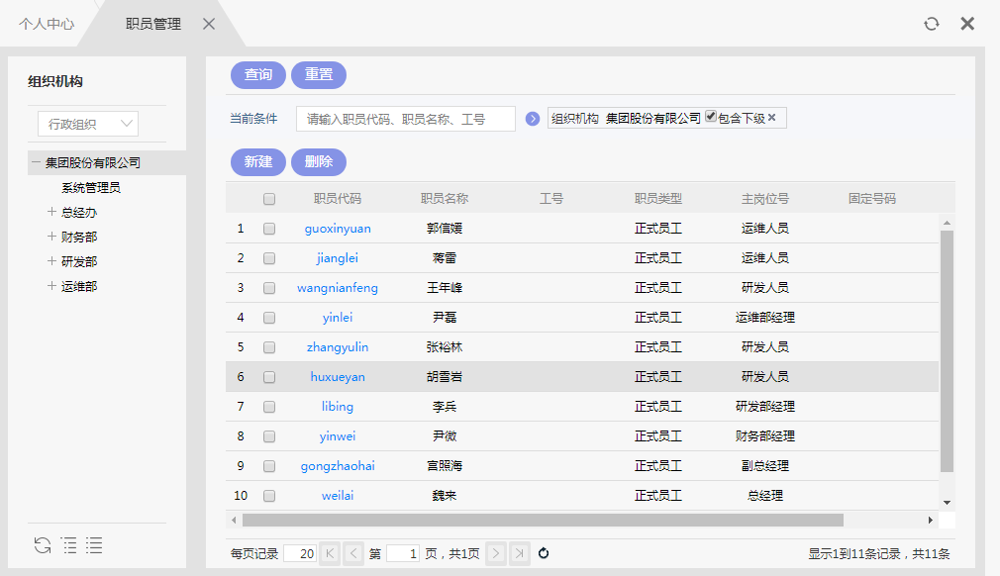 个人中心 职员管理
组织机构
行政组织
集团股份有限公司
系统管理员
总经办
财务部
研发部
运维部
查询 重置
当前条件 请输入职员代码、职员名称、工号 组织机构 集团股份有限公司 包含下级
新建 删除
职员代码 职员名称 工号 职员类型 主岗位号 固定号码
1 guoxinyuan 郭信媛 正式员工 运维人员
2 jianglei 蒋雷 正式员工 运维人员
3 wangnianfeng 王年峰 正式员工 研发人员
4 yinlei 尹磊 正式员工 运维部经理
5 zhangyulin 张裕林 正式员工 研发人员
6 huxueyan 胡雪岩 正式员工 研发人员
7 libing 李兵 正式员工 研发部经理
8 yinwei 尹微 正式员工 财务部经理
9 gongzhaohai 宫照海 正式员工 副总经理
10 weilai 魏来 正式员工 总经理
每页记录 20 第 1 页，共1页 显示1到11条记录，共11条